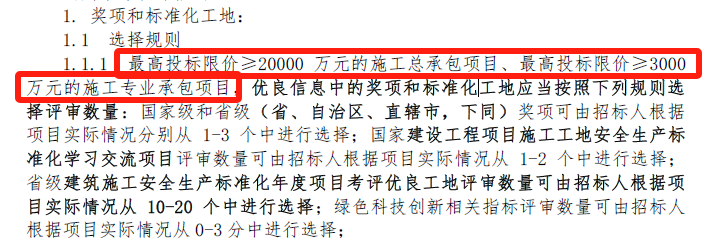 1. 奖项和标准化工地：
1.1 选择规则
1.1.1 最高投标限价≥20000 万元的施工总承包项目、最高投标限价≥3000
万元的施工专业承包项目，优良信息中的奖项和标准化工地应当按照下列规则选
择评审数量：国家级和省级（省、自治区、直辖市，下同）奖项可由招标人根据
项目实际情况分别从 1-3 个中进行选择；国家建设工程项目施工工地安全生产标
准化学习交流项目评审数量可由招标人根据项目实际情况从 1-2 个中进行选择；
省级建筑施工安全生产标准化年度项目考评优良工地评审数量可由招标人根据项
目实际情况从 10-20 个中进行选择；绿色科技创新相关指标评审数量可由招标人
根据项目实际情况从0-3分中进行选择；